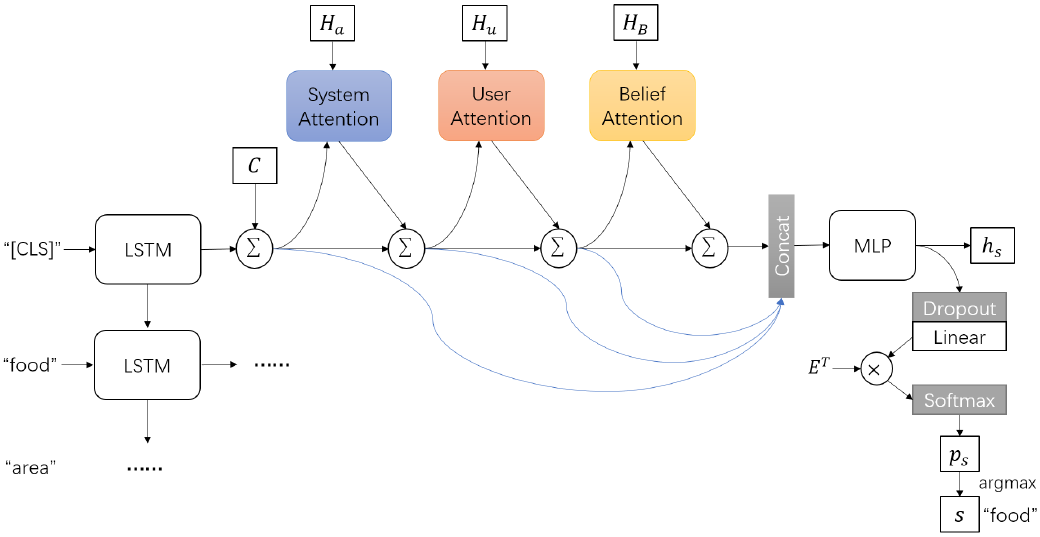 H_a
H_u
H_B
System
Attention
User
Attention
Belief
Attention
C
“[CLS]”
LSTM
Σ
Σ
Σ
Σ
Concat
MLP
h_s
Dropout
Linear
“food”
LSTM
......
E^T
×
Softmax
“area”
......
p_s
argmax
s
“food”